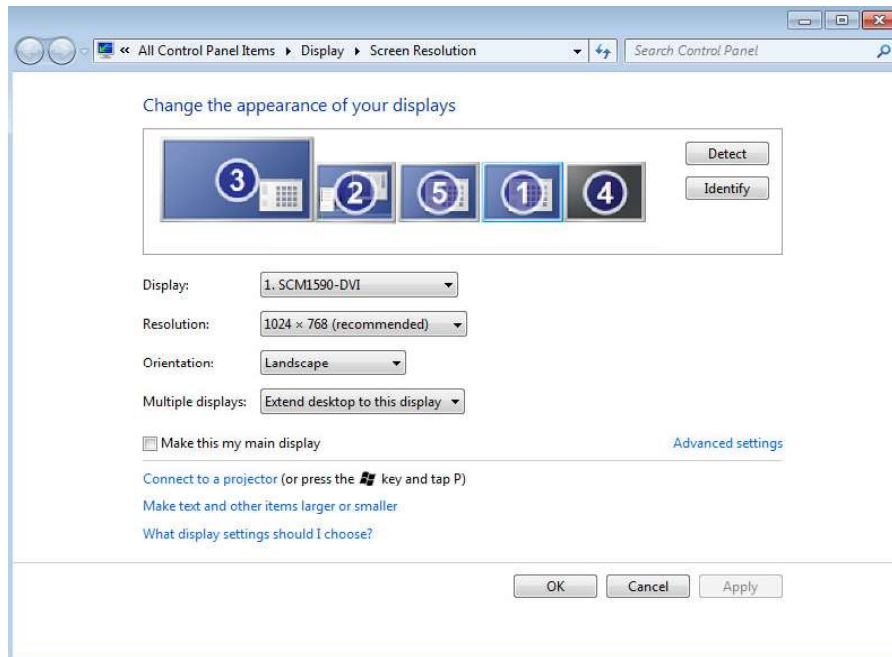 « All Control Panel Items ▸ Display ▸ Screen Resolution
Search Control Panel
Change the appearance of your displays
3 2 5 1 4
Detect
Identify
Display: 1. SCM1590-DVI
Resolution: 1024 × 768 (recommended)
Orientation: Landscape
Multiple displays: Extend desktop to this display
Make this my main display
Advanced settings
Connect to a projector (or press the key and tap P)
Make text and other items larger or smaller
What display settings should I choose?
OK Cancel Apply